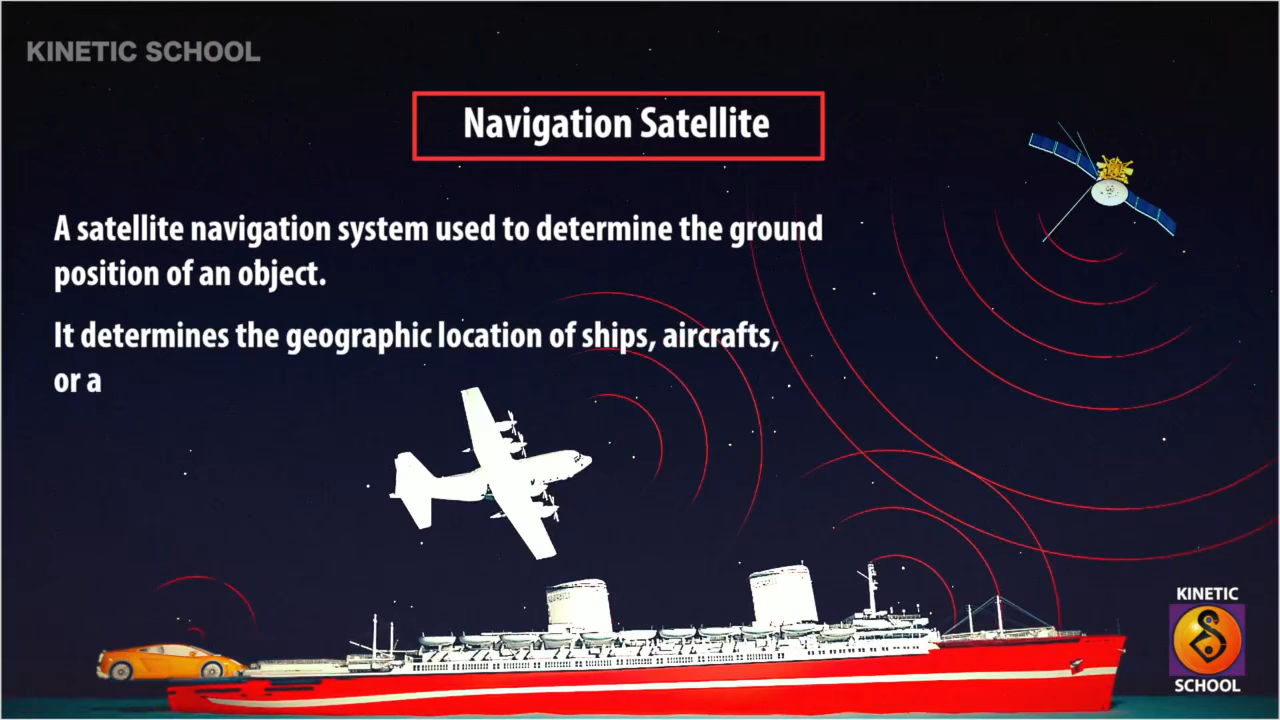 KINETIC SCHOOL
Navigation Satellite
A satellite navigation system used to determine the ground
position of an object.
It determines the geographic location of ships, aircrafts,
or a
KINETIC
SCHOOL